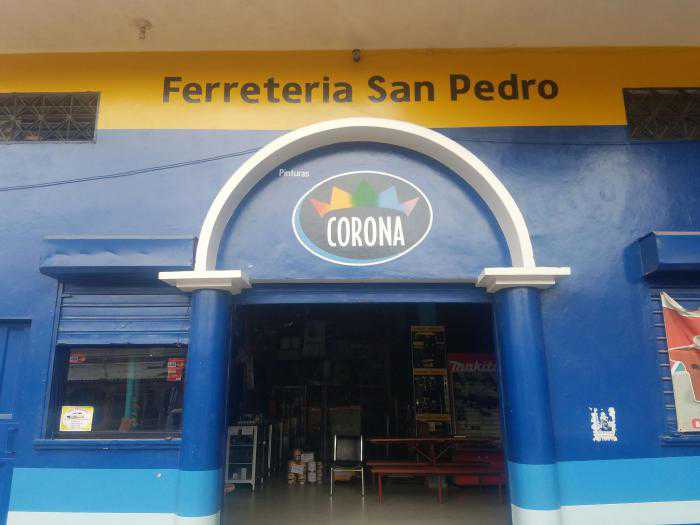 Ferreteria San Pedro
Pinturas
CORONA
makita